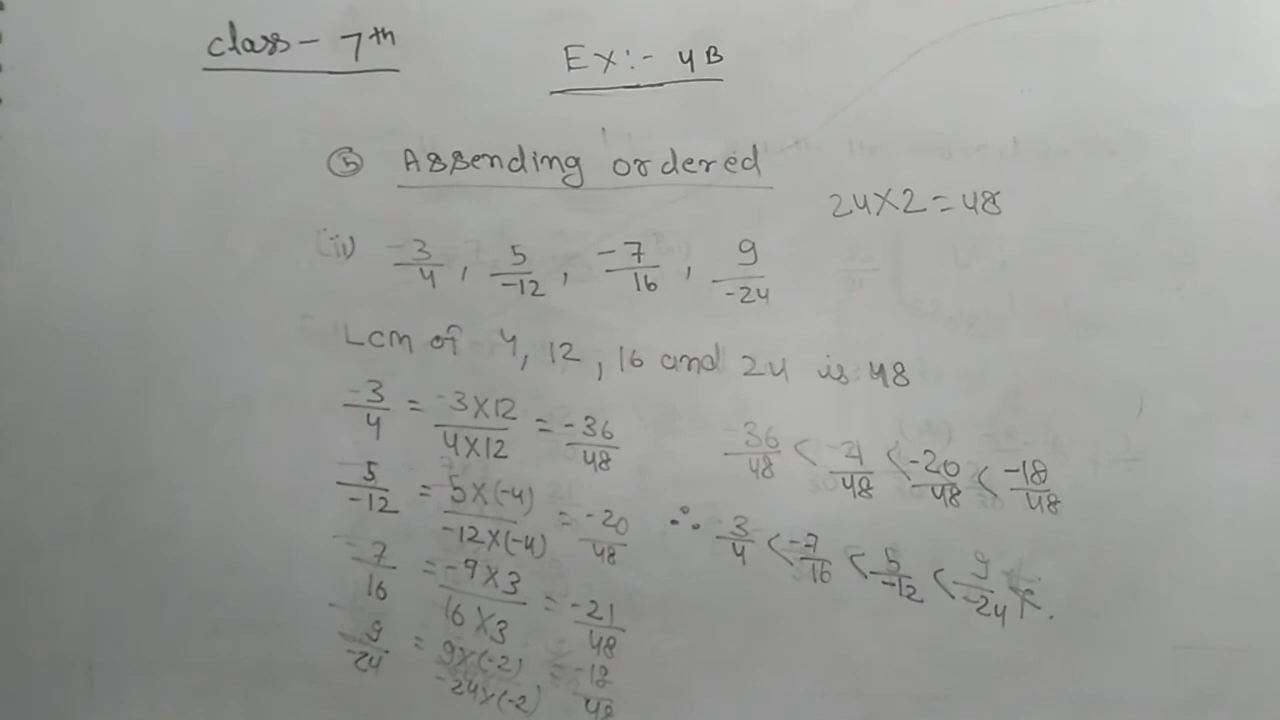 Class - 7th
Ex:- 4B
⑤ Assending ordered
24×2=48
(iv) -3/4, 5/-12, -7/16, 9/-24
Lcm of 4, 12, 16 and 24 is 48
-3/4 = -3×12/4×12 = -36/48
5/-12 = 5×(-4)/-12×(-4) = -20/48
-7/16 = -7×3/16×3 = -21/48
9/-24 = 9×(-2)/-24×(-2) = -18/48
-36/48 < -21/48 < -20/48 < -18/48
∴ -3/4 < -7/16 < 5/-12 < 9/-24